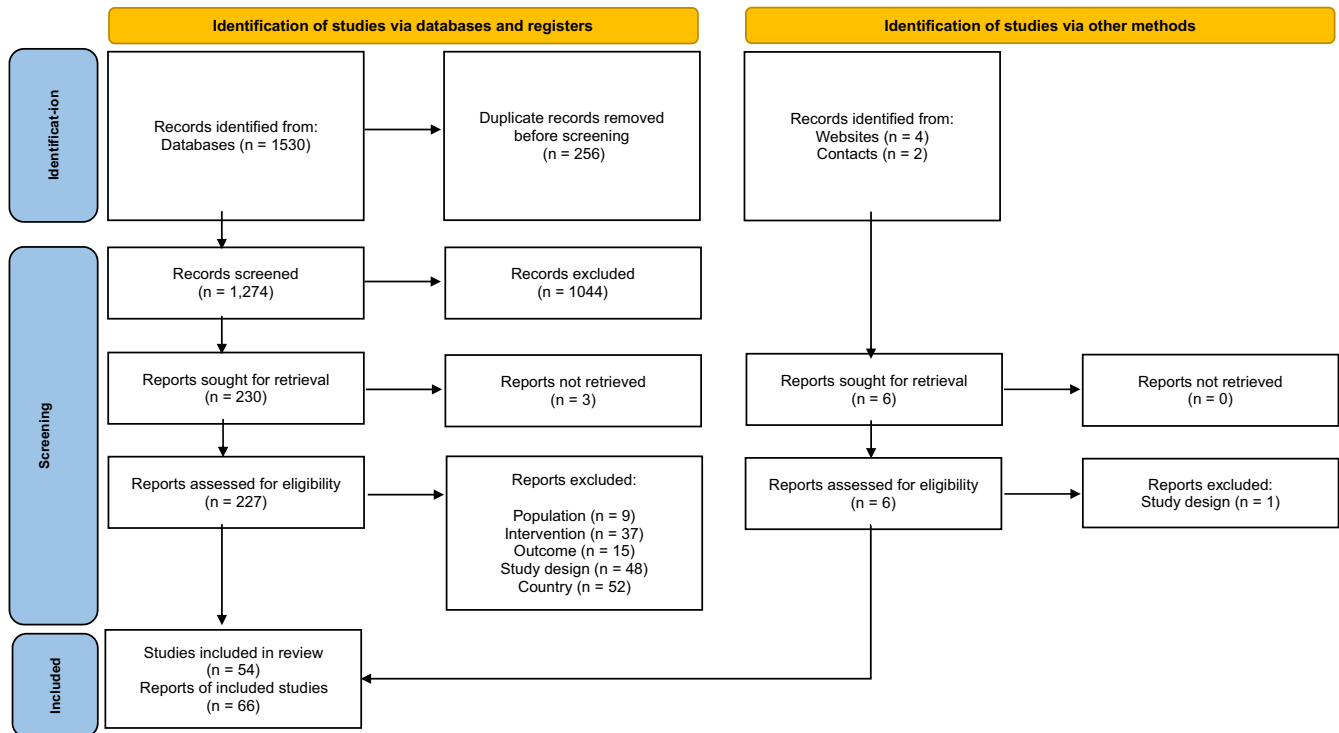 Identification of studies via databases and registers
Identification of studies via other methods
Identificat-ion
Records identified from:
Databases (n = 1530)
Duplicate records removed
before screening
(n = 256)
Records identified from:
Websites (n = 4)
Contacts (n = 2)
Screening
Records screened
(n = 1,274)
Records excluded
(n = 1044)
Reports sought for retrieval
(n = 230)
Reports not retrieved
(n = 3)
Reports sought for retrieval
(n = 6)
Reports not retrieved
(n = 0)
Reports assessed for eligibility
(n = 227)
Reports excluded:
Population (n = 9)
Intervention (n = 37)
Outcome (n = 15)
Study design (n = 48)
Country (n = 52)
Reports assessed for eligibility
(n = 6)
Reports excluded:
Study design (n = 1)
Included
Studies included in review
(n = 54)
Reports of included studies
(n = 66)